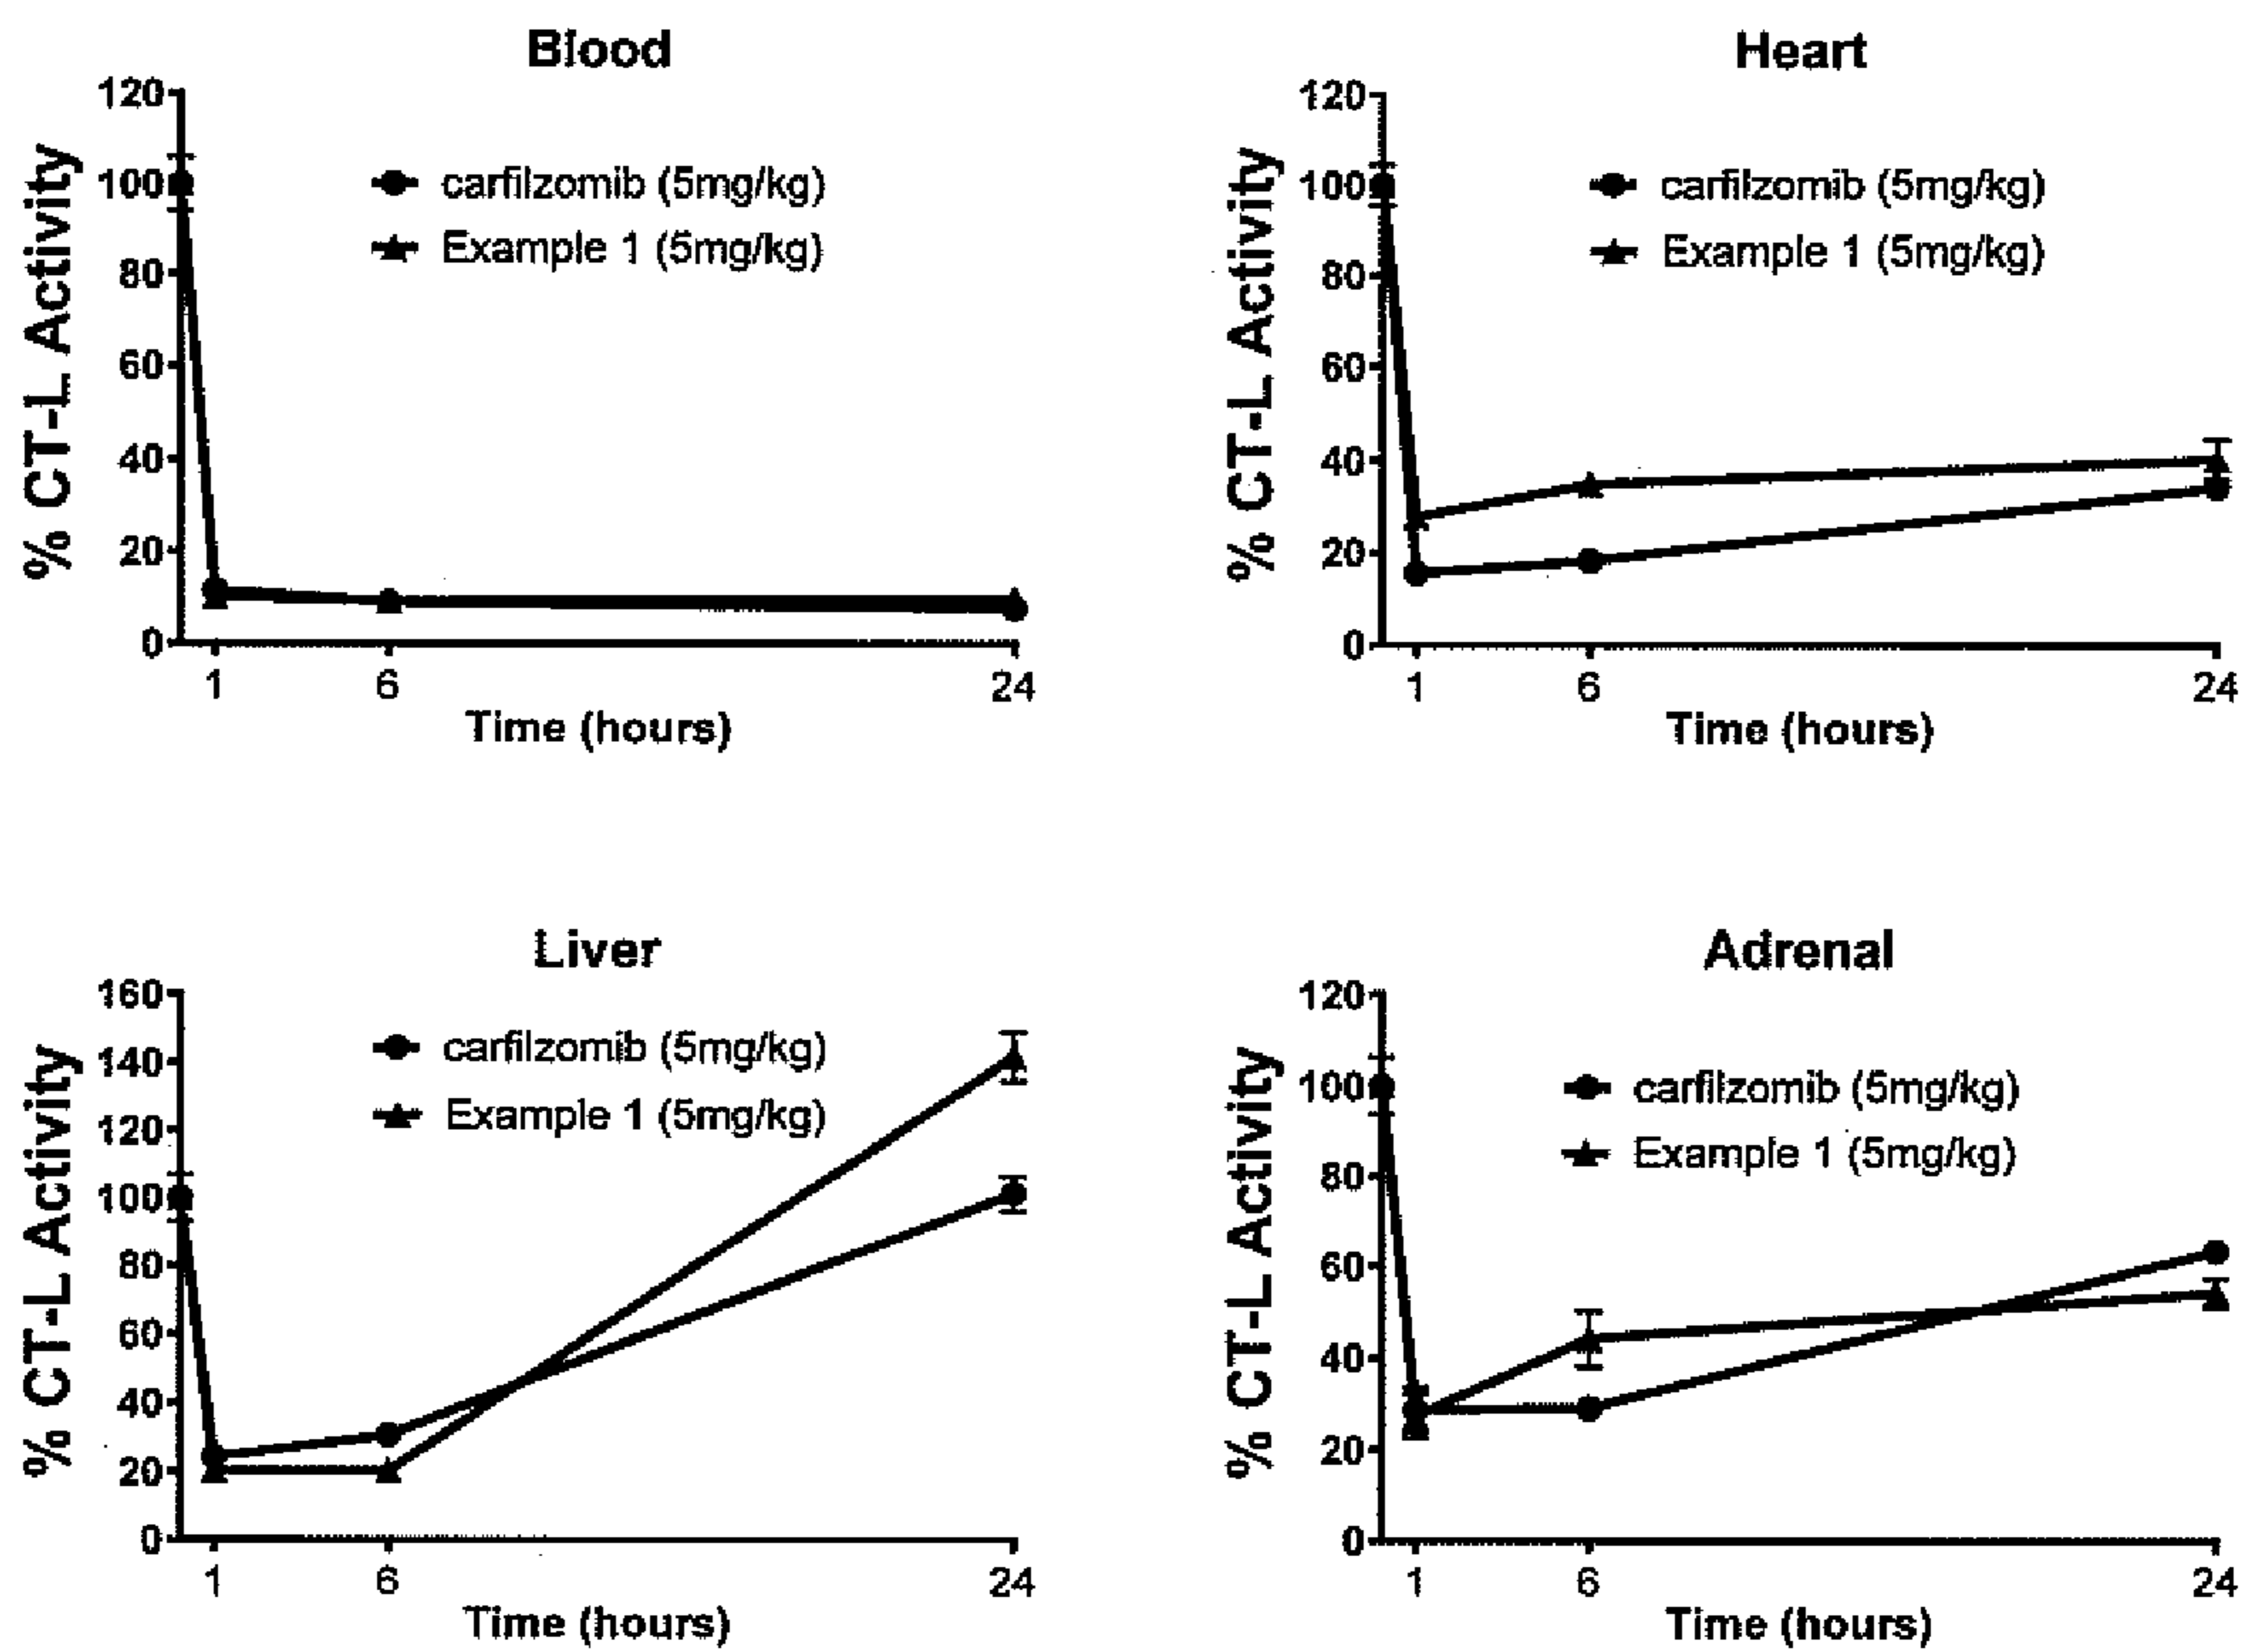 Blood
% CT-L Activity
120
100
80
60
40
20
0
carfilzomib (5mg/kg)
Example 1 (5mg/kg)
1
6
24
Time (hours)
Heart
% CT-L Activity
120
100
80
60
40
20
0
carfilzomib (5mg/kg)
Example 1 (5mg/kg)
1
6
24
Time (hours)
Liver
% CT-L Activity
160
140
120
100
80
60
40
20
0
carfilzomib (5mg/kg)
Example 1 (5mg/kg)
1
6
24
Time (hours)
Adrenal
% CT-L Activity
120
100
80
60
40
20
0
carfilzomib (5mg/kg)
Example 1 (5mg/kg)
1
6
24
Time (hours)